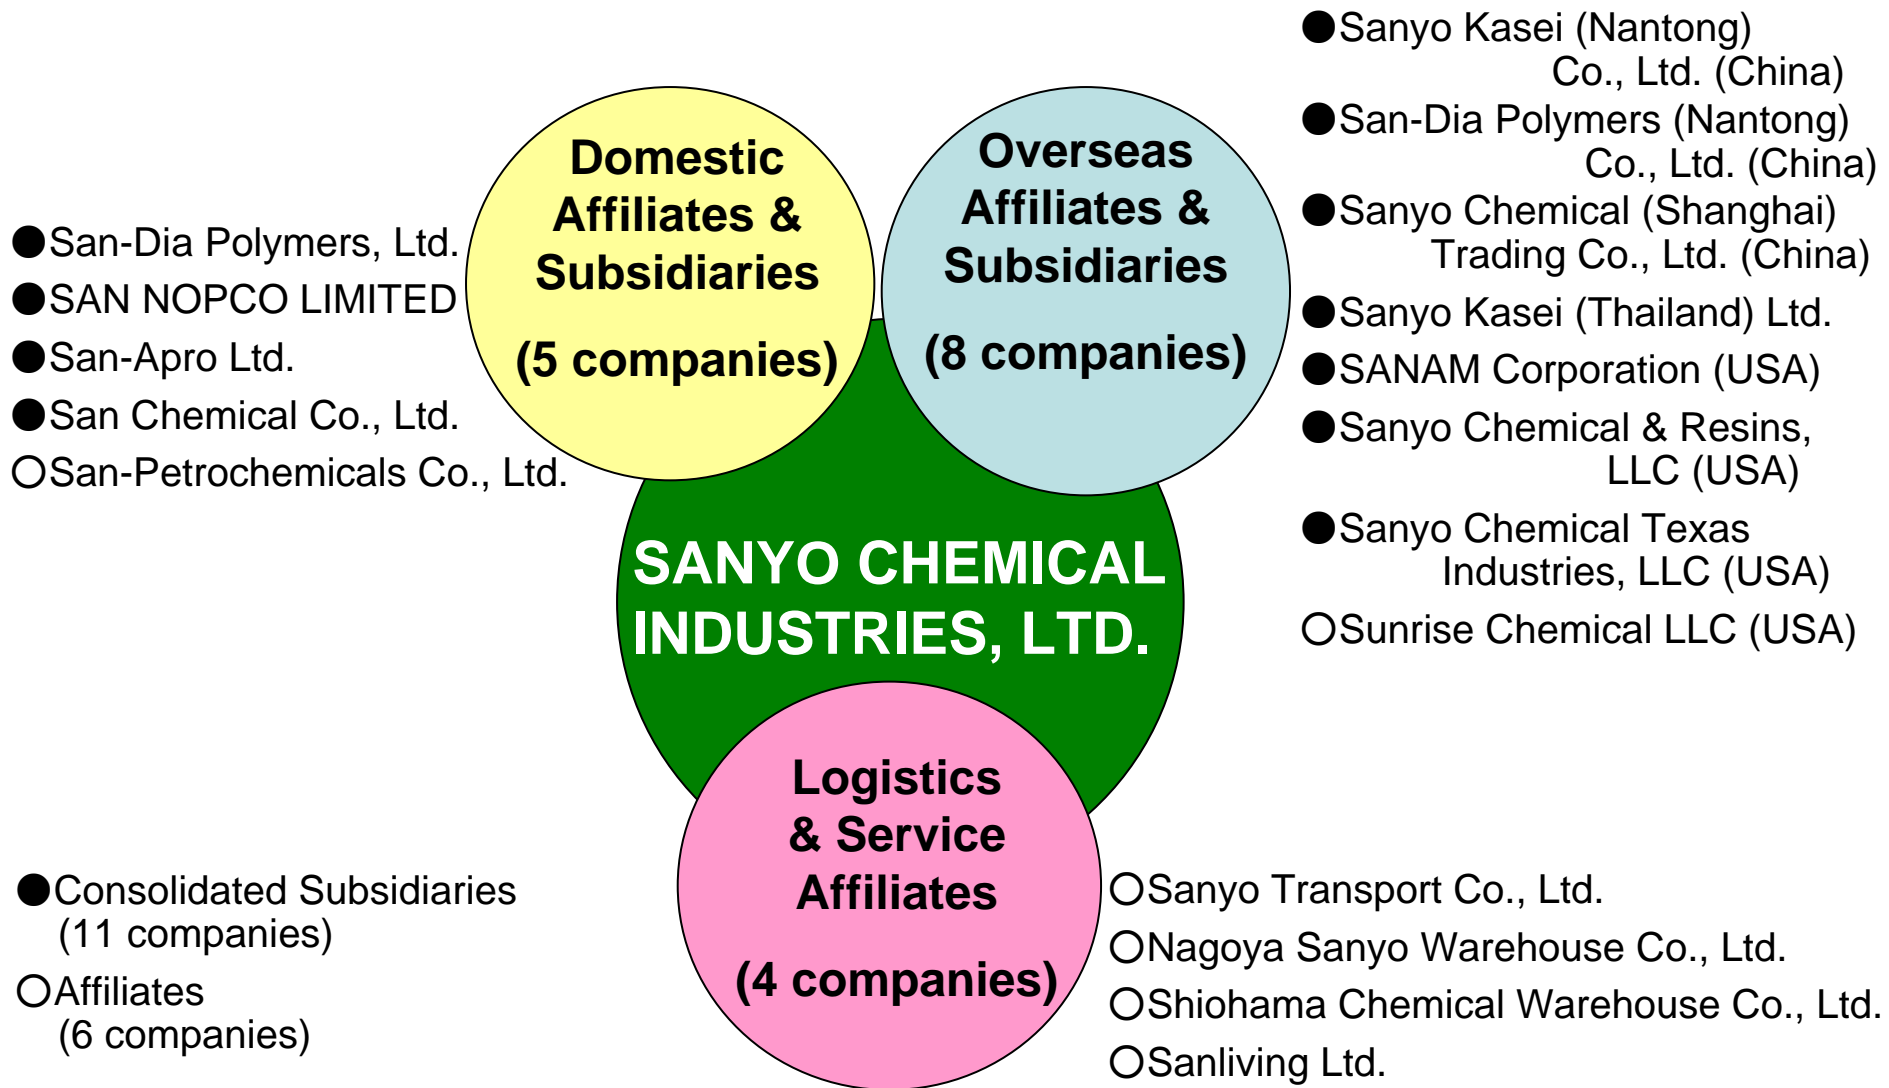 Domestic
Affiliates &
Subsidiaries
(5 companies)
●San-Dia Polymers, Ltd.
●SAN NOPCO LIMITED
●San-Apro Ltd.
●San Chemical Co., Ltd.
○San-Petrochemicals Co., Ltd.
Overseas
Affiliates &
Subsidiaries
(8 companies)
●Sanyo Kasei (Nantong)
Co., Ltd. (China)
●San-Dia Polymers (Nantong)
Co., Ltd. (China)
●Sanyo Chemical (Shanghai)
Trading Co., Ltd. (China)
●Sanyo Kasei (Thailand) Ltd.
●SANAM Corporation (USA)
●Sanyo Chemical & Resins,
LLC (USA)
●Sanyo Chemical Texas
Industries, LLC (USA)
○Sunrise Chemical LLC (USA)
SANYO CHEMICAL
INDUSTRIES, LTD.
Logistics
& Service
Affiliates
(4 companies)
○Sanyo Transport Co., Ltd.
○Nagoya Sanyo Warehouse Co., Ltd.
○Shiohama Chemical Warehouse Co., Ltd.
○Sanliving Ltd.
●Consolidated Subsidiaries
(11 companies)
○Affiliates
(6 companies)